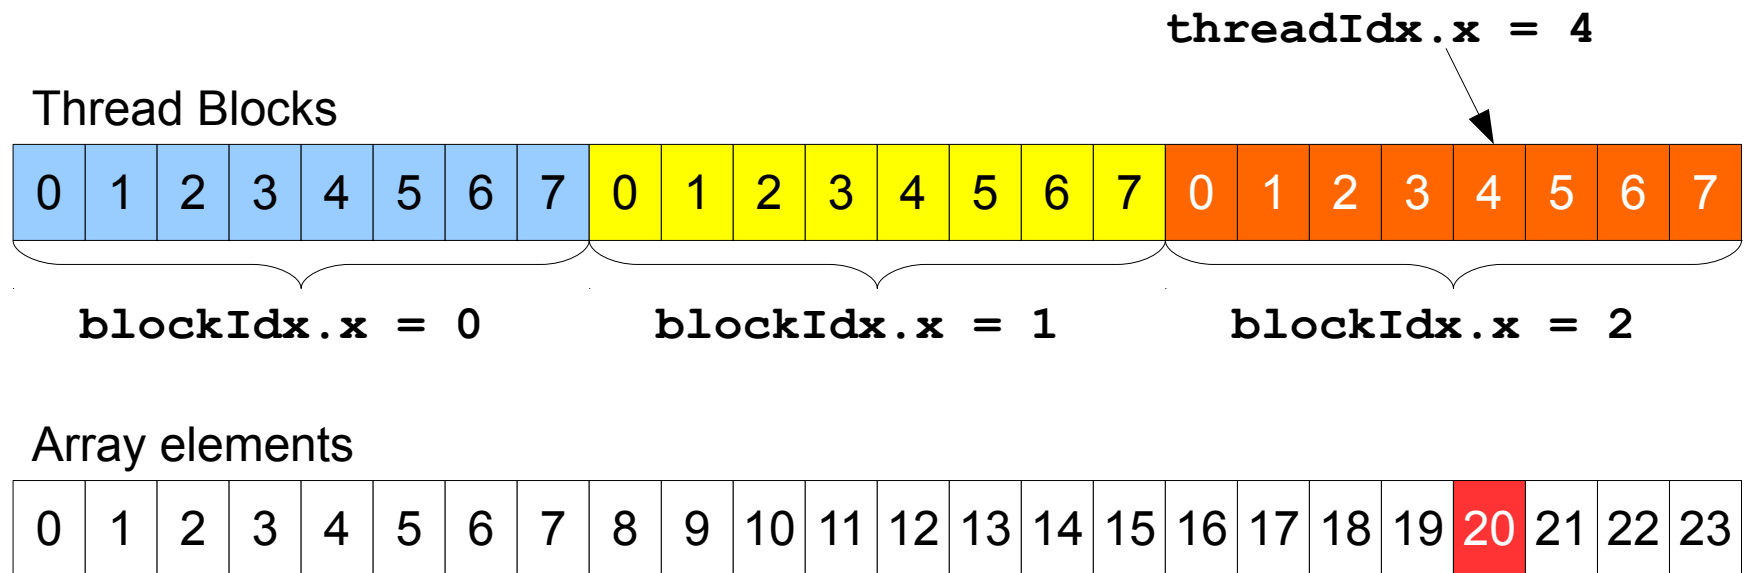 threadIdx.x = 4
Thread Blocks
0 1 2 3 4 5 6 7 0 1 2 3 4 5 6 7 0 1 2 3 4 5 6 7
blockIdx.x = 0 blockIdx.x = 1 blockIdx.x = 2
Array elements
0 1 2 3 4 5 6 7 8 9 10 11 12 13 14 15 16 17 18 19 20 21 22 23